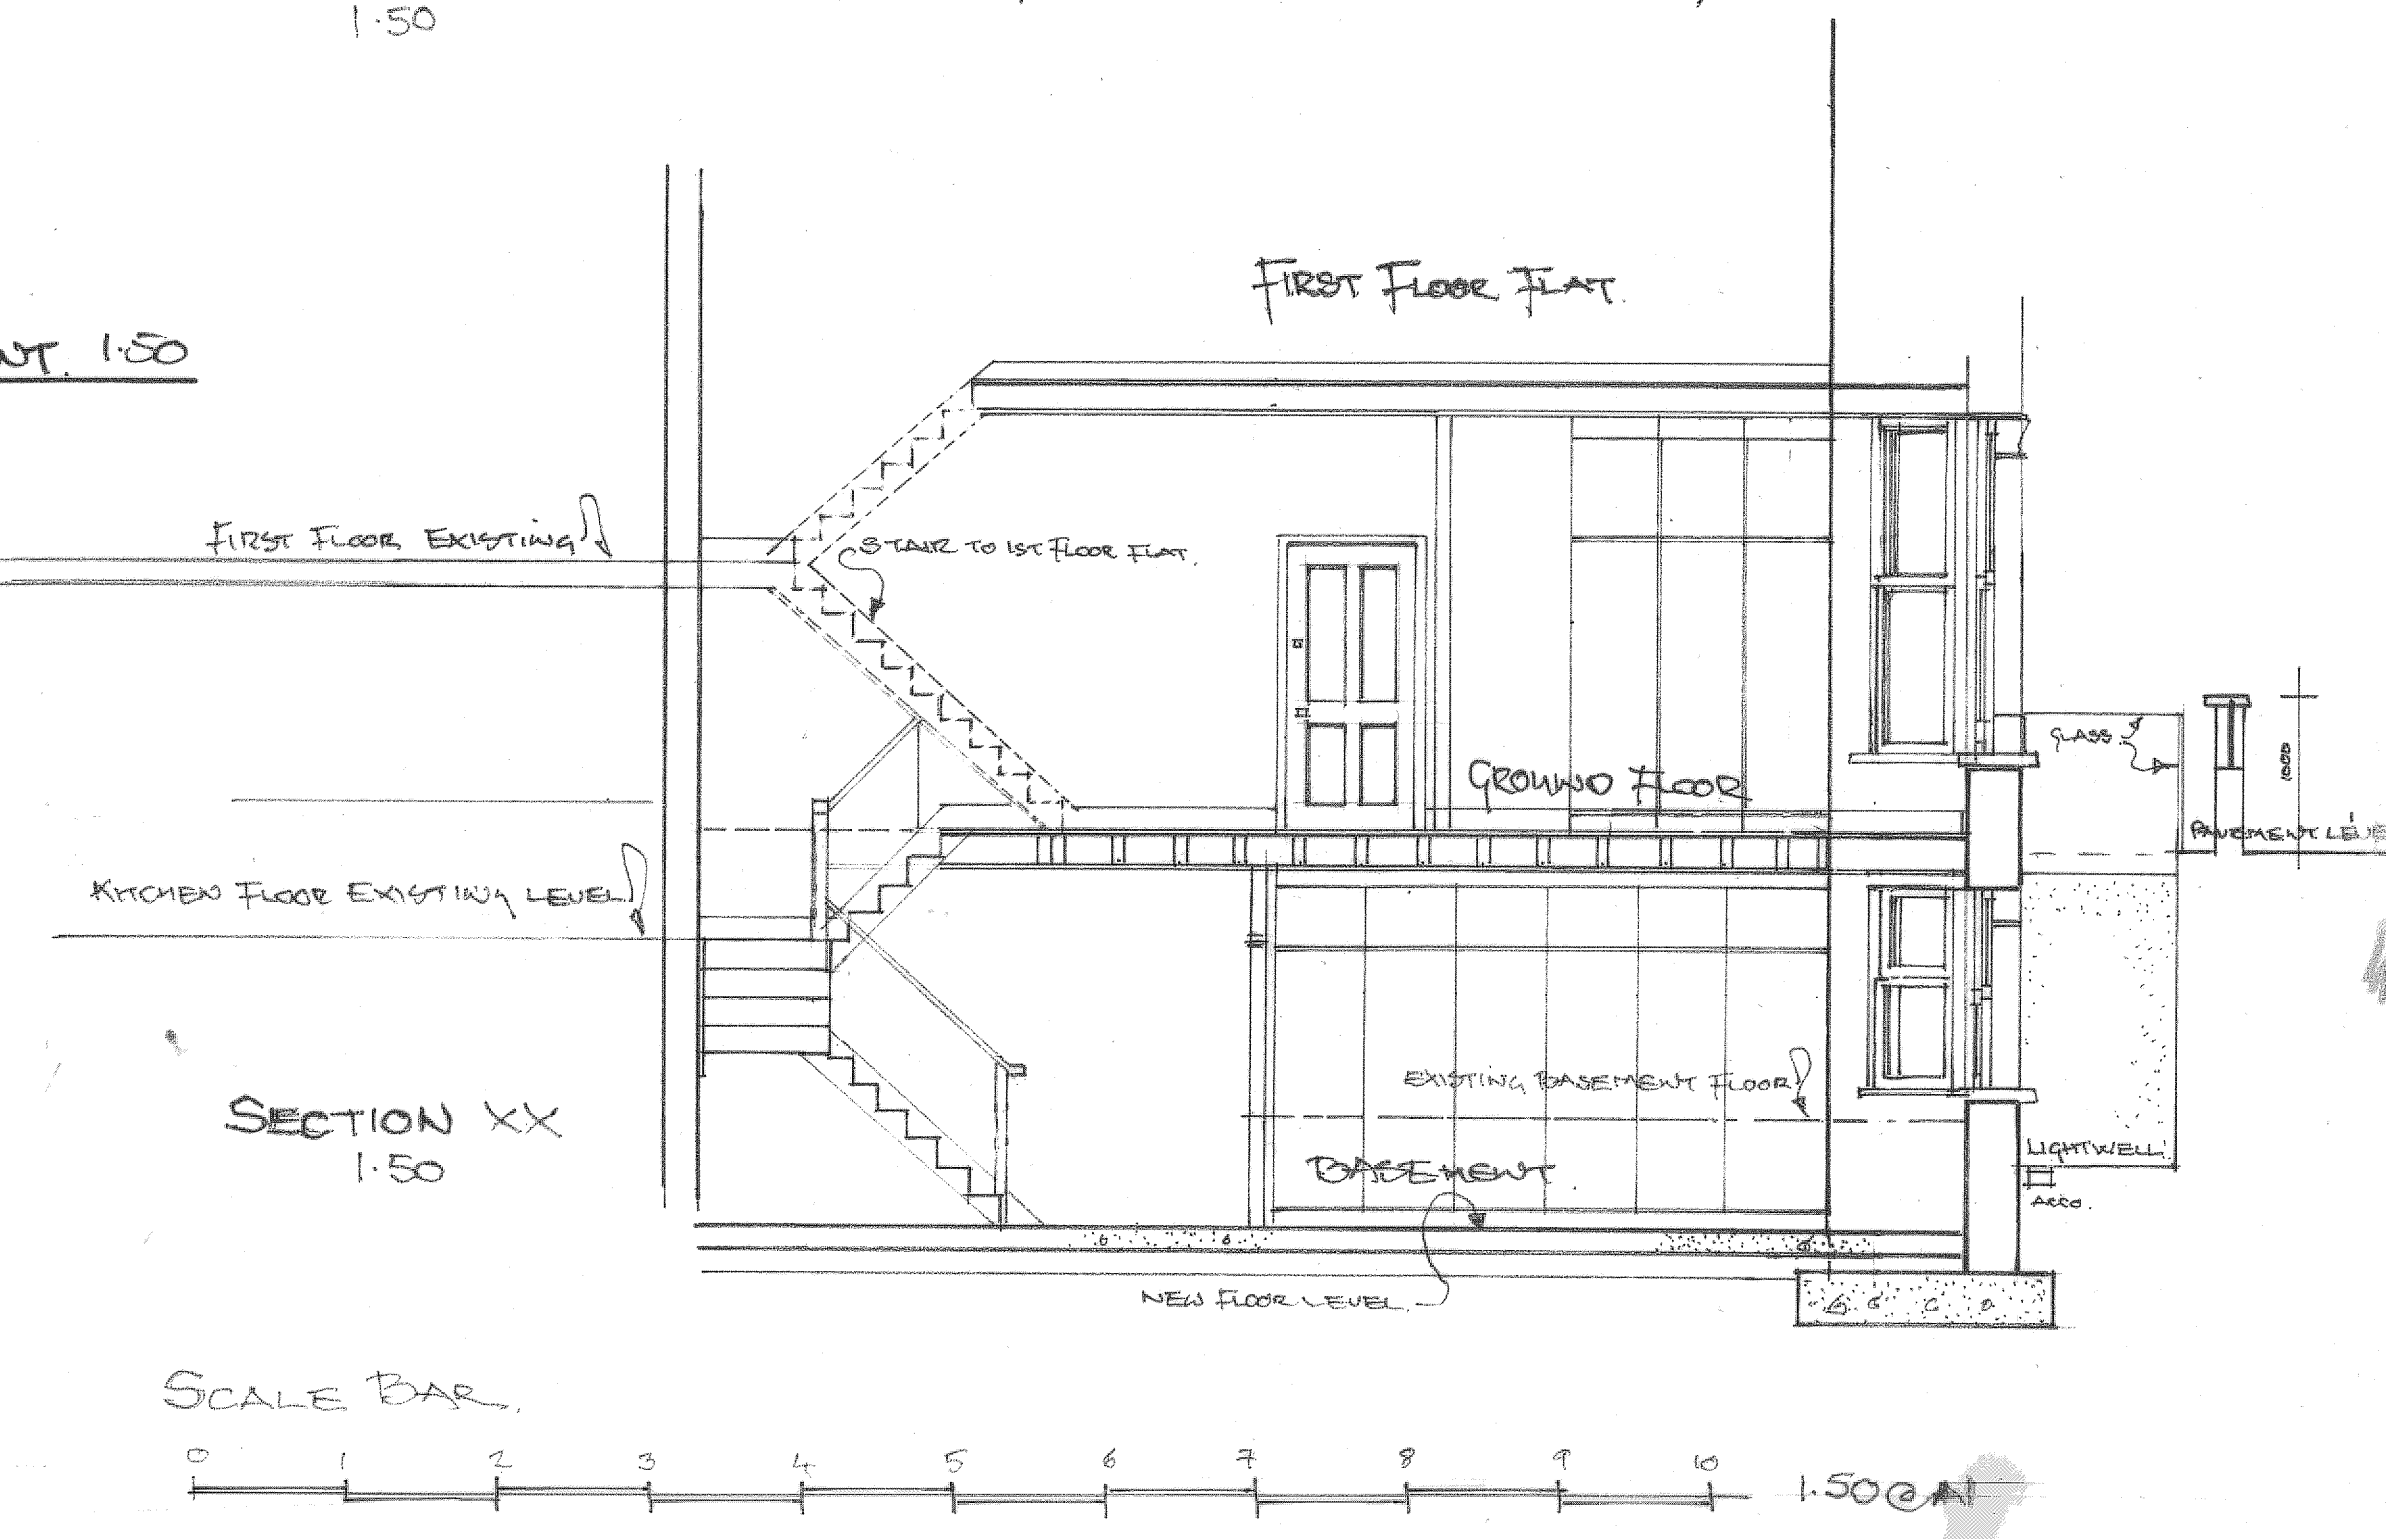 1·50
FIRST FLOOR FLAT.
NT. 1·50
FIRST FLOOR EXISTING
STAIR TO 1ST FLOOR FLAT.
GLASS.
1000
GROUND FLOOR
PAVEMENT LEVE
KITCHEN FLOOR EXISTING LEVEL
EXISTING BASEMENT FLOOR
SECTION XX
1·50
BASEMENT
LIGHTWELL
ACCO.
NEW FLOOR LEVEL.
SCALE BAR.
0 1 2 3 4 5 6 7 8 9 10
1·50 @ A1